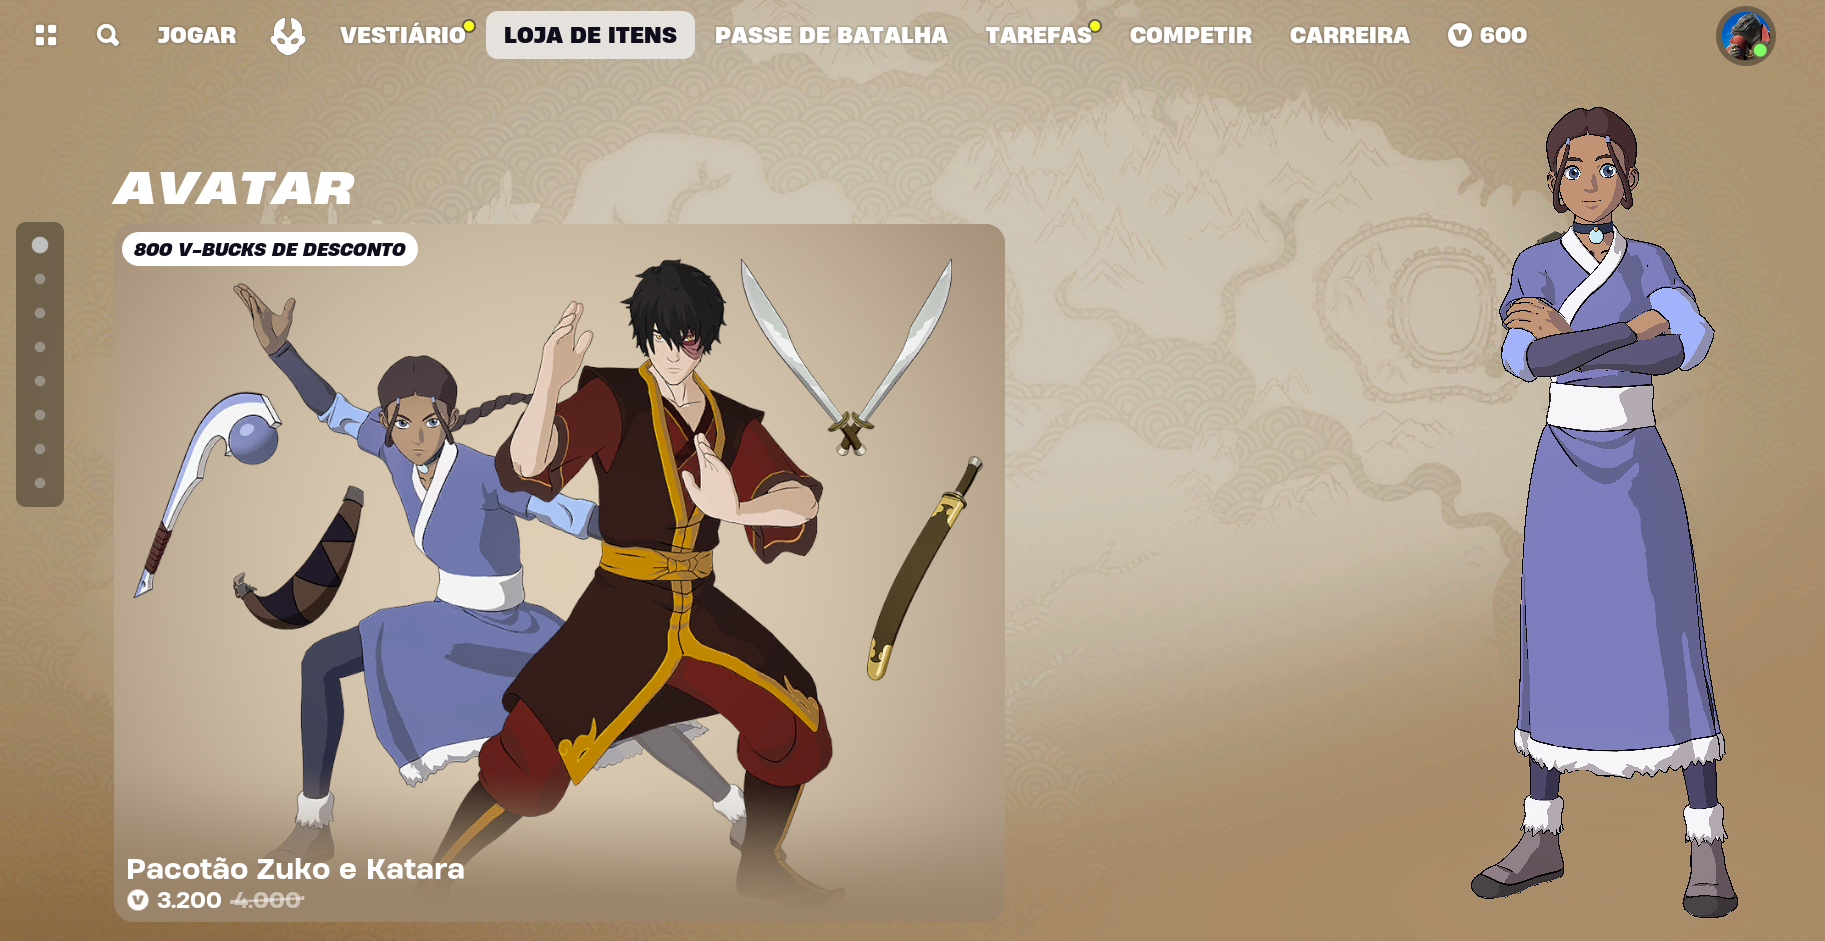 JOGAR
VESTIÁRIO
LOJA DE ITENS
PASSE DE BATALHA
TAREFAS
COMPETIR
CARREIRA
600
AVATAR
800 V-BUCKS DE DESCONTO
Pacotão Zuko e Katara
3.200 4.000